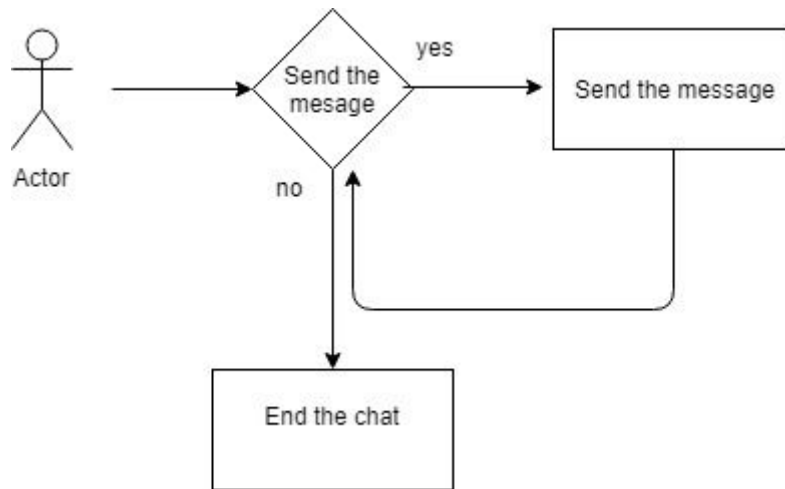 yes
Send the
mesage
Send the message
Actor
no
End the chat